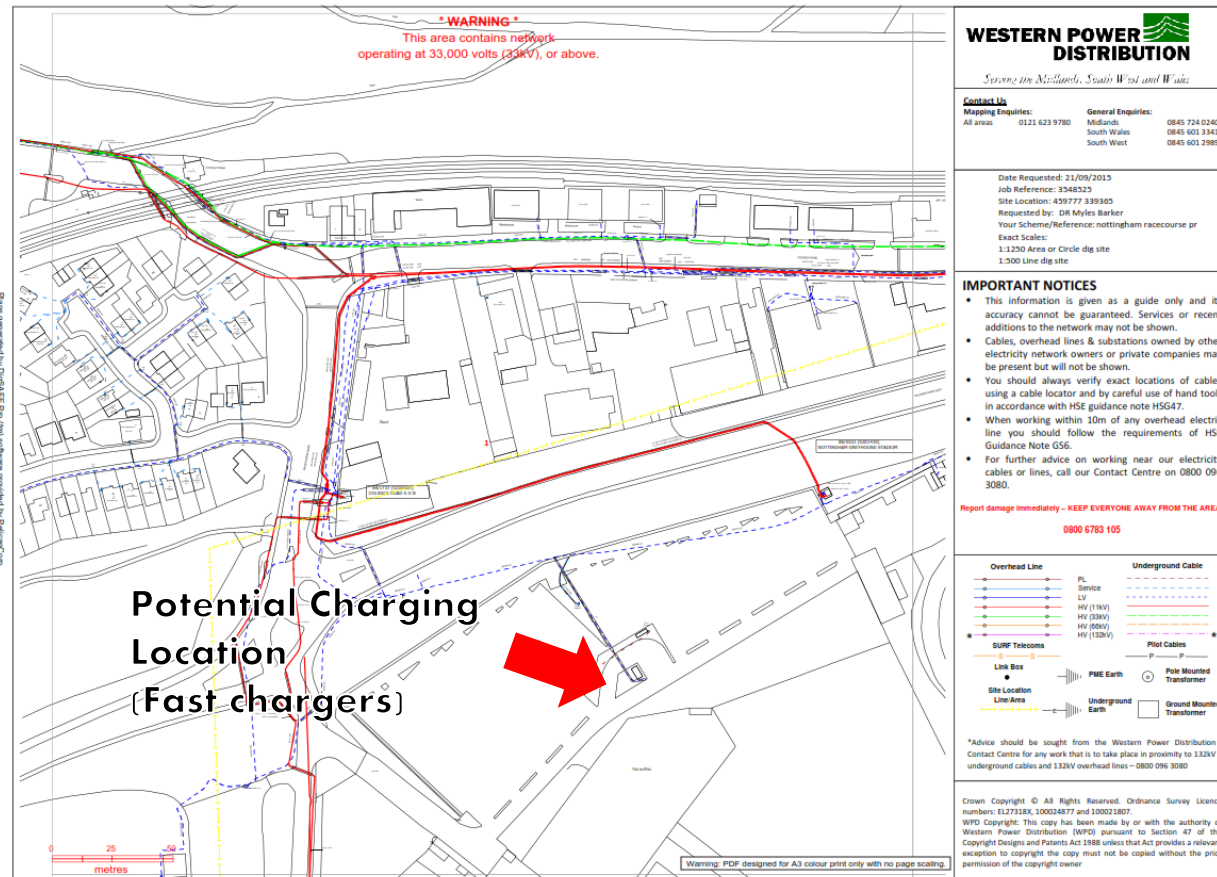 * WARNING *
This area contains network
operating at 33,000 volts (33kV), or above.
Potential Charging
Location
(Fast chargers)
1
0 25 50
metres
Warning: PDF designed for A3 colour print only with no page scaling.
WESTERN POWER
DISTRIBUTION
Serving the Midlands, South West and Wales
Contact Us
Mapping Enquiries: General Enquiries:
All areas 0121 623 9780 Midlands 0845 724 0240
South Wales 0845 601 3341
South West 0845 601 2989
Date Requested: 21/09/2015
Job Reference: 3548525
Site Location: 459777 339365
Requested by: DR Myles Barker
Your Scheme/Reference: nottingham racecourse pr
Exact Scales:
1:1250 Area or Circle dig site
1:500 Line dig site
IMPORTANT NOTICES
• This information is given as a guide only and it
accuracy cannot be guaranteed. Services or recen
additions to the network may not be shown.
• Cables, overhead lines & substations owned by othe
electricity network owners or private companies ma
be present but will not be shown.
• You should always verify exact locations of cable
using a cable locator and by careful use of hand tool
in accordance with HSE guidance note HSG47.
• When working within 10m of any overhead electri
line you should follow the requirements of HS
Guidance Note GS6.
• For further advice on working near our electricit
cables or lines, call our Contact Centre on 0800 09
3080.
Report damage immediately – KEEP EVERYONE AWAY FROM THE AREA
0800 6783 105
Overhead Line Underground Cable
PL
Service
LV
HV (11kV)
HV (33kV)
HV (66kV)
* HV (132kV) *
SURF Telecoms Pilot Cables
S S P P
Link Box
PME Earth
Pole Mounted
Transformer
Site Location
Line/Area
E
Underground
Earth
Ground Mounted
Transformer
*Advice should be sought from the Western Power Distribution
Contact Centre for any work that is to take place in proximity to 132kV
underground cables and 132kV overhead lines – 0800 096 3080
Crown Copyright © All Rights Reserved. Ordnance Survey Licenc
numbers: EL27318X, 100024877 and 100021807.
WPD Copyright: This copy has been made by or with the authority o
Western Power Distribution (WPD) pursuant to Section 47 of th
Copyright Designs and Patents Act 1988 unless that Act provides a relevan
exception to copyright the copy must not be copied without the prio
permission of the copyright owner